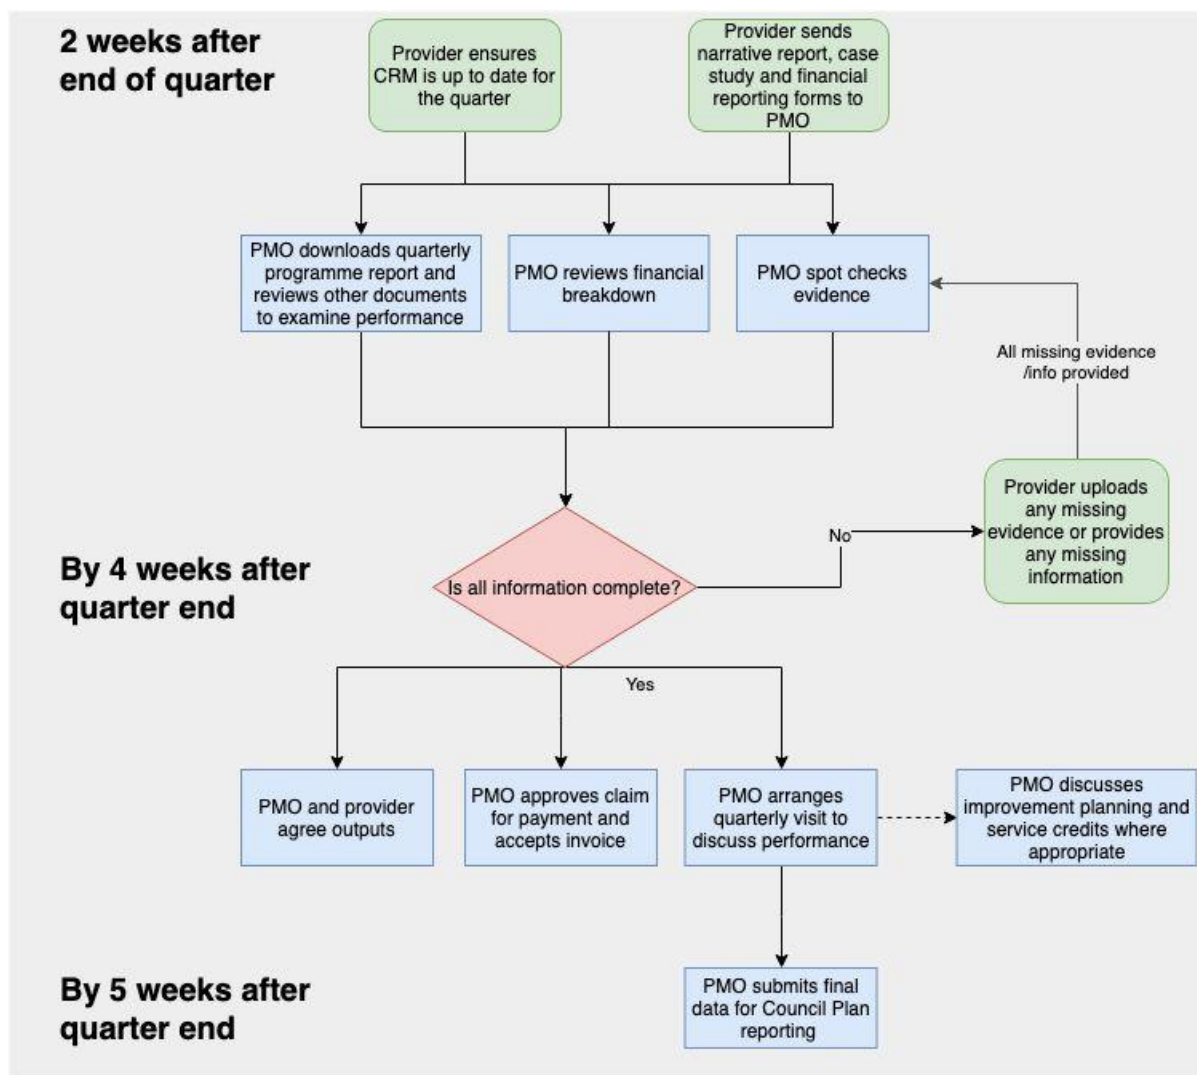 2 weeks after
end of quarter
Provider ensures
CRM is up to date for
the quarter
Provider sends
narrative report, case
study and financial
reporting forms to
PMO
PMO downloads quarterly
programme report and
reviews other documents
to examine performance
PMO reviews financial
breakdown
PMO spot checks
evidence
All missing evidence
/info provided
Provider uploads
any missing
evidence or provides
any missing
information
No
By 4 weeks after
quarter end
Is all information complete?
Yes
PMO and provider
agree outputs
PMO approves claim
for payment and
accepts invoice
PMO arranges
quarterly visit to
discuss performance
PMO discusses
improvement planning and
service credits where
appropriate
By 5 weeks after
quarter end
PMO submits final
data for Council Plan
reporting